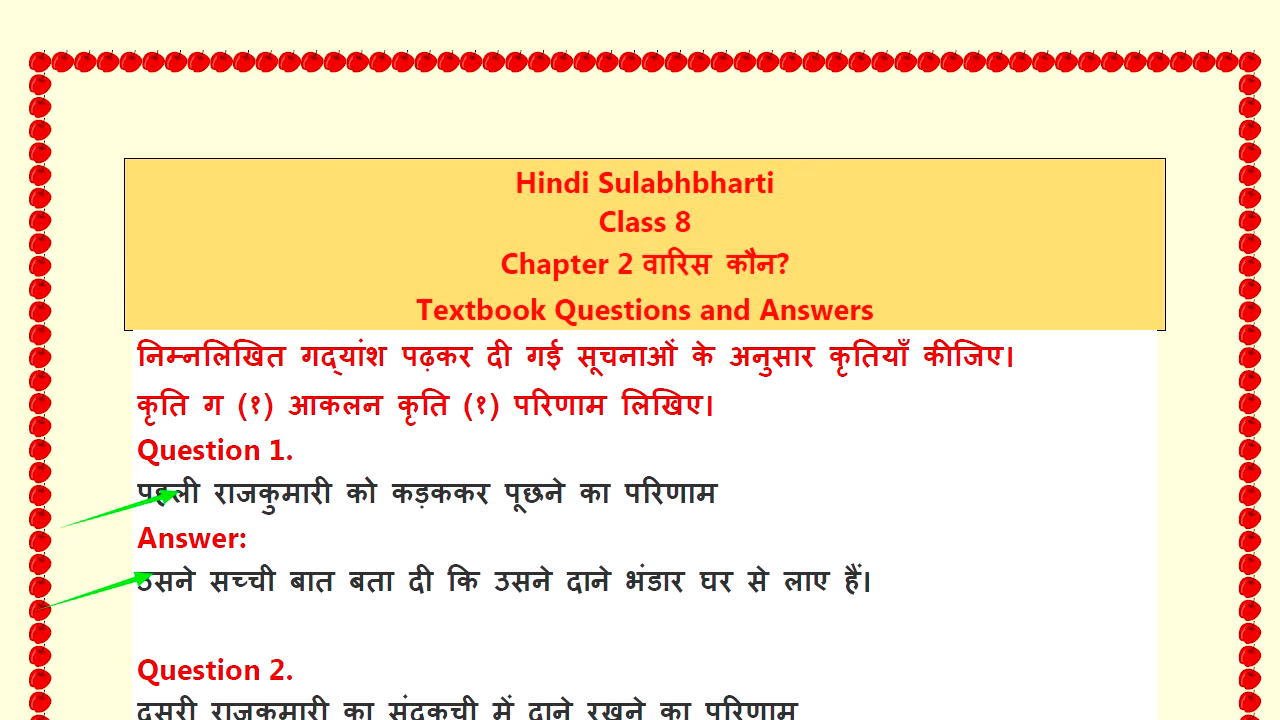 Hindi Sulabhbharti
Class 8
Chapter 2 वारिस कौन?
Textbook Questions and Answers
निम्नलिखित गद्यांश पढ़कर दी गई सूचनाओं के अनुसार कृतियाँ कीजिए।
कृति ग (१) आकलन कृति (१) परिणाम लिखिए।
Question 1.
पहली राजकुमारी को कड़ककर पूछने का परिणाम
Answer:
उसने सच्ची बात बता दी कि उसने दाने भंडार घर से लाए हैं।
Question 2.
दूसरी राजकुमारी का संदूकची में दाने रखने का परिणाम